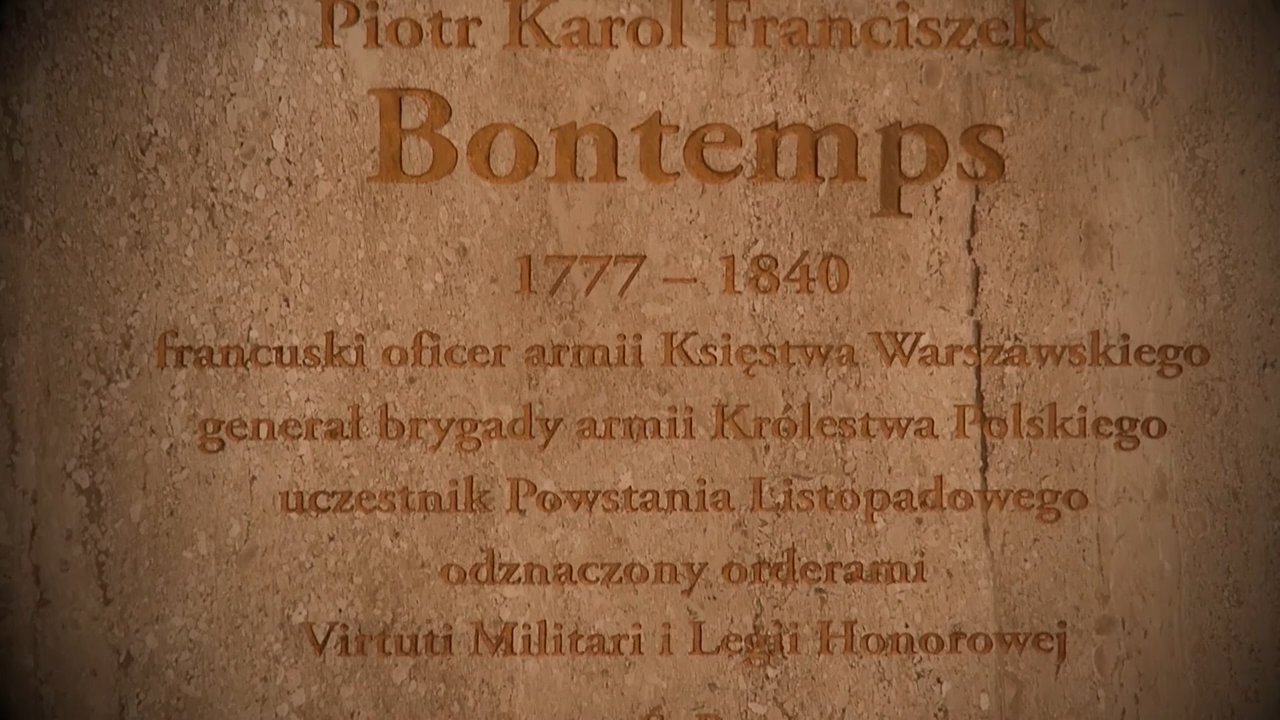 Piotr Karol Franciszek
Bontemps
1777 – 1840
francuski oficer armii Księstwa Warszawskiego
generał brygady armii Królestwa Polskiego
uczestnik Powstania Listopadowego
odznaczony orderami
Virtuti Militari i Legii Honorowej